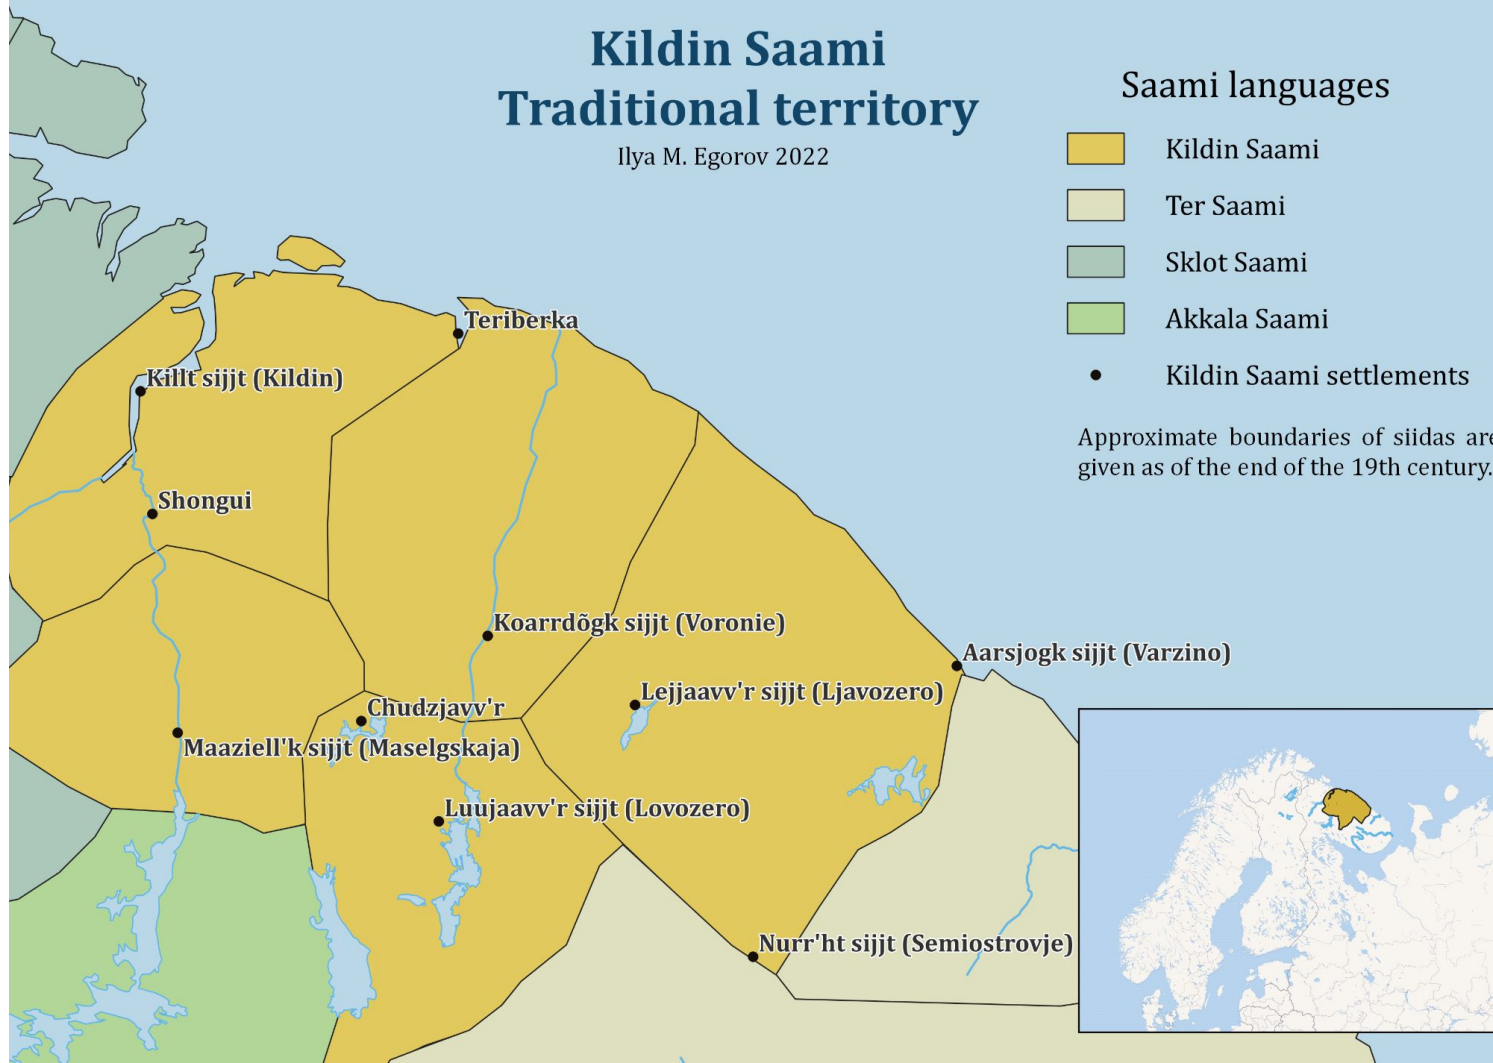 Kildin Saami
Traditional territory
Ilya M. Egorov 2022
Saami languages
Kildin Saami
Ter Saami
Sklot Saami
Akkala Saami
Kildin Saami settlements
Approximate boundaries of siidas are
given as of the end of the 19th century.
Teriberka
Killt sijjt (Kildin)
Shongui
Koarrdõgk sijjt (Voronie)
Aarsjogk sijjt (Varzino)
Lejjaavv'r sijjt (Ljavozero)
Chudzjavv'r
Maaziell'k sijjt (Maselgskaja)
Luujaavv'r sijjt (Lovozero)
Nurr'ht sijjt (Semiostrovje)